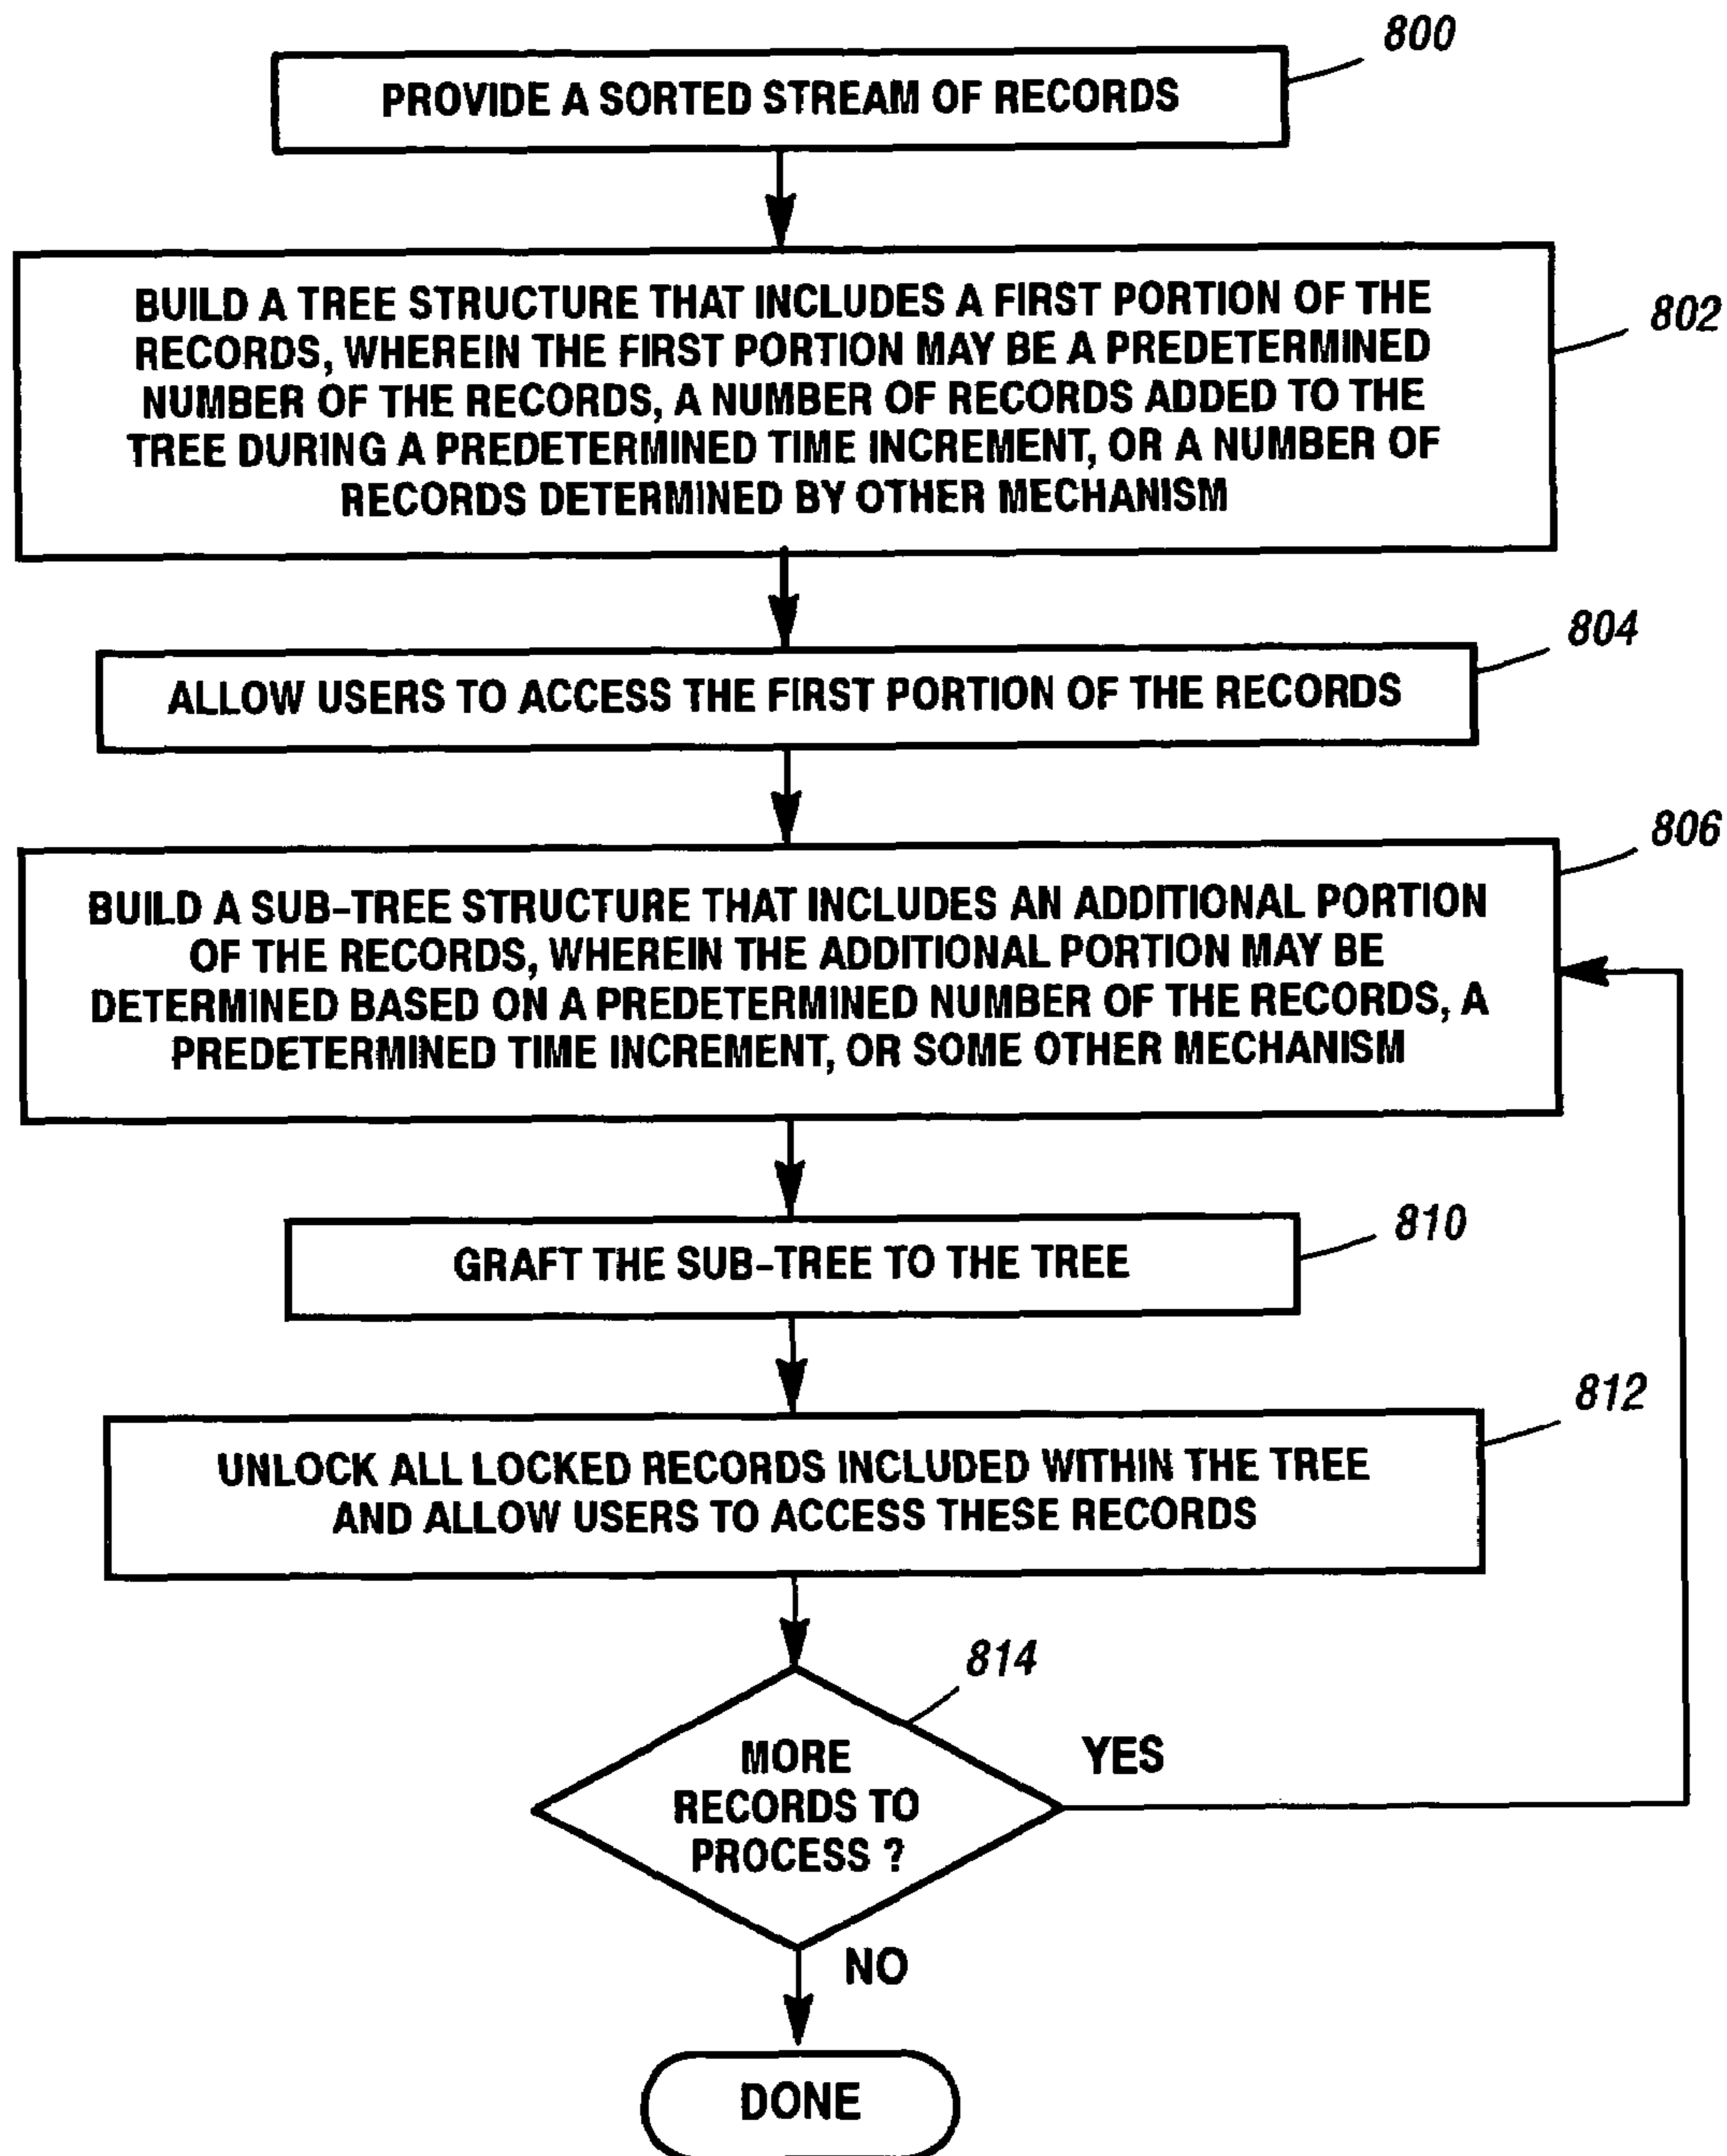 800
PROVIDE A SORTED STREAM OF RECORDS
802
BUILD A TREE STRUCTURE THAT INCLUDES A FIRST PORTION OF THE
RECORDS, WHEREIN THE FIRST PORTION MAY BE A PREDETERMINED
NUMBER OF THE RECORDS, A NUMBER OF RECORDS ADDED TO THE
TREE DURING A PREDETERMINED TIME INCREMENT, OR A NUMBER OF
RECORDS DETERMINED BY OTHER MECHANISM
804
ALLOW USERS TO ACCESS THE FIRST PORTION OF THE RECORDS
806
BUILD A SUB-TREE STRUCTURE THAT INCLUDES AN ADDITIONAL PORTION
OF THE RECORDS, WHEREIN THE ADDITIONAL PORTION MAY BE
DETERMINED BASED ON A PREDETERMINED NUMBER OF THE RECORDS, A
PREDETERMINED TIME INCREMENT, OR SOME OTHER MECHANISM
810
GRAFT THE SUB-TREE TO THE TREE
812
UNLOCK ALL LOCKED RECORDS INCLUDED WITHIN THE TREE
AND ALLOW USERS TO ACCESS THESE RECORDS
814
MORE
RECORDS TO
PROCESS ?
YES
NO
DONE